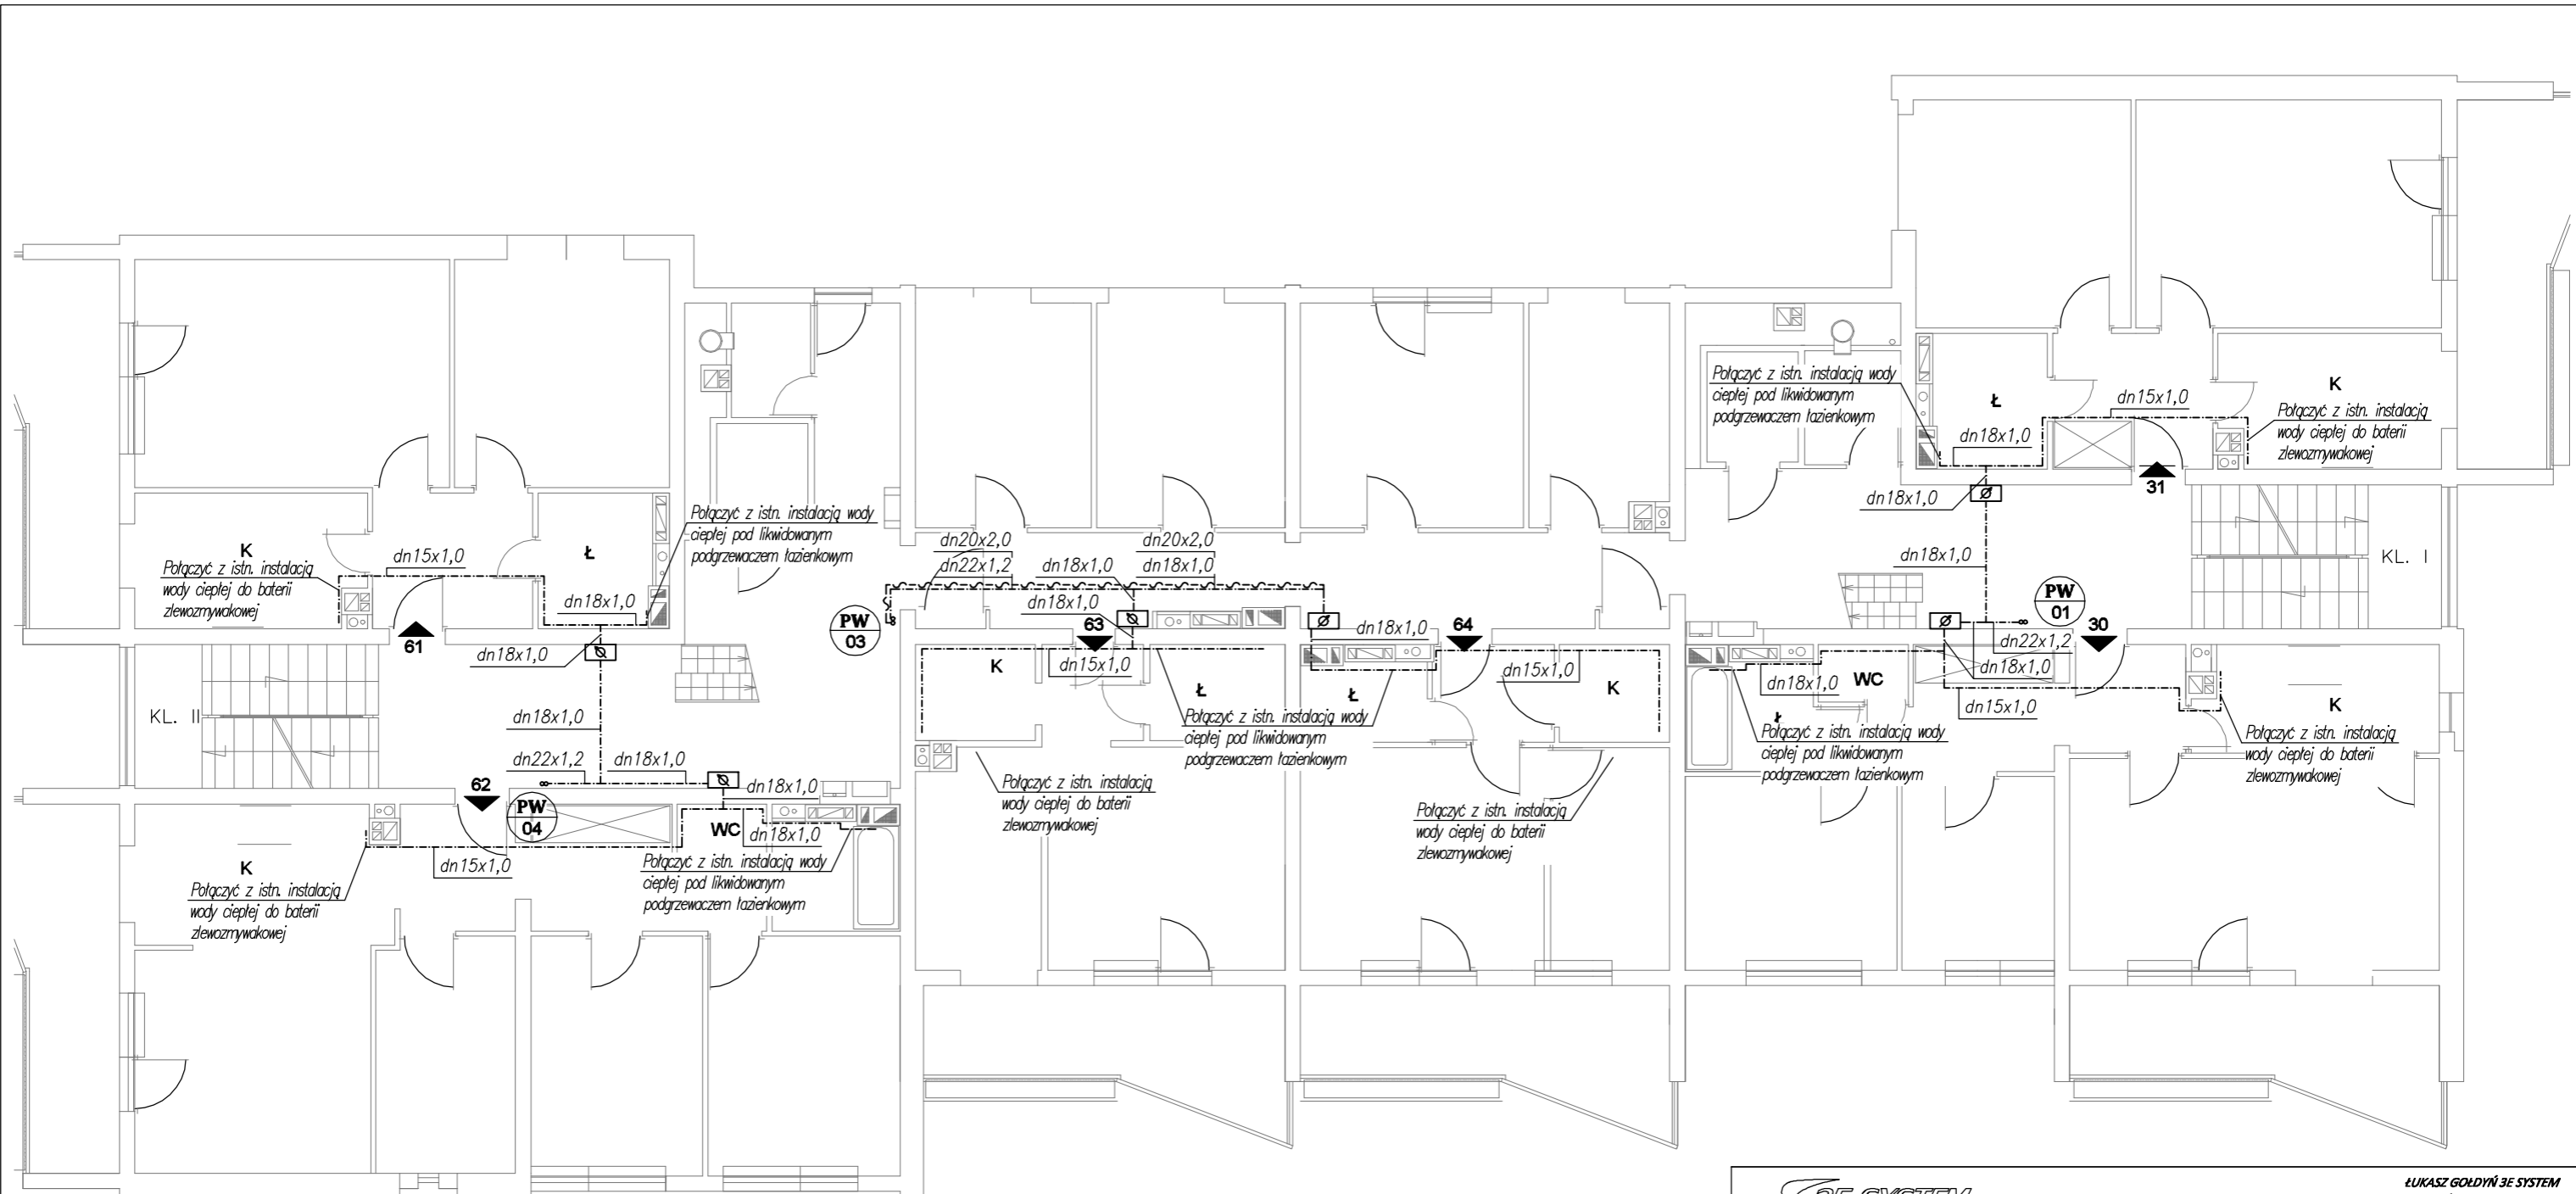 Połączyć z istn. instalacją wody
ciepłej pod likwidowanym
podgrzewaczem łazienkowym
Ł
dn18x1,0
dn15x1,0
K
Połączyć z istn. instalacją
wody ciepłej do baterii
zlewozmywakowej
dn18x1,0
31
dn18x1,0
KL. I
PW
01
30
dn22x1,2
dn18x1,0
K
Połączyć z istn. instalacją
wody ciepłej do baterii
zlewozmywakowej
dn15x1,0
WC
dn18x1,0
Ł
Połączyć z istn. instalacją wody
ciepłej pod likwidowanym
podgrzewaczem łazienkowym
Połączyć z istn. instalacją wody
ciepłej pod likwidowanym
podgrzewaczem łazienkowym
K
Połączyć z istn. instalacją
wody ciepłej do baterii
zlewozmywakowej
dn15x1,0
Ł
dn18x1,0
61
dn18x1,0
KL. II
dn18x1,0
dn22x1,2
dn18x1,0
dn18x1,0
62
PW
04
WC
dn18x1,0
dn15x1,0
K
Połączyć z istn. instalacją
wody ciepłej do baterii
zlewozmywakowej
Połączyć z istn. instalacją wody
ciepłej pod likwidowanym
podgrzewaczem łazienkowym
PW
03
dn20x2,0
dn22x1,2
dn18x1,0
dn20x2,0
dn18x1,0
dn18x1,0
63
dn18x1,0
64
K
dn15x1,0
Ł
Ł
dn15x1,0
K
Połączyć z istn. instalacją wody
ciepłej pod likwidowanym
podgrzewaczem łazienkowym
Połączyć z istn. instalacją
wody ciepłej do baterii
zlewozmywakowej
Połączyć z istn. instalacją
wody ciepłej do baterii
zlewozmywakowej
3E SYSTEM
ŁUKASZ GOŁDYŃ 3E SYSTEM